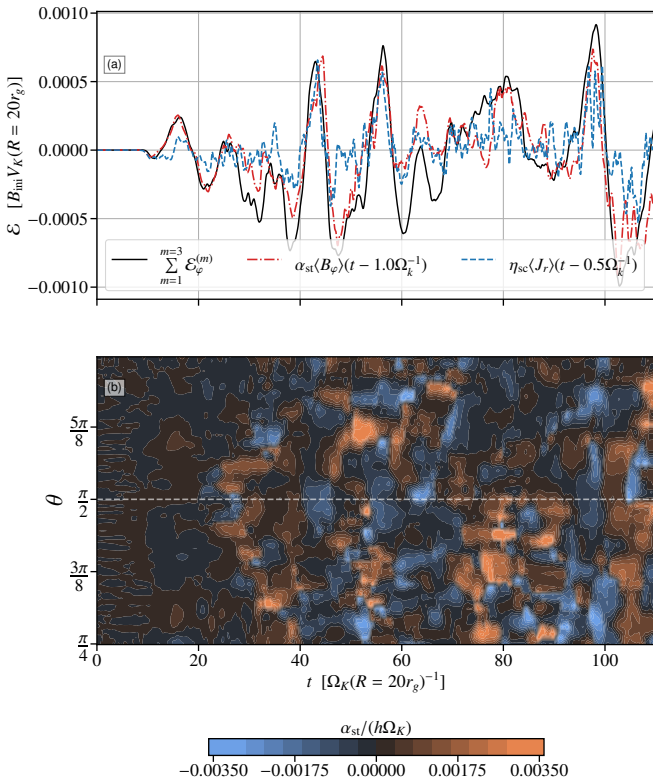 (a)
0.0010
0.0005
0.0000
−0.0005
−0.0010
ℰ [B_ini V_K(R = 20r_g)]
∑_{m=1}^{m=3} ℰ_φ^{(m)}
α_st⟨B_φ⟩(t − 1.0Ω_k^{−1})
η_sc⟨J_r⟩(t − 0.5Ω_k^{−1})
(b)
5π/8
π/2
3π/8
π/4
θ
0 20 40 60 80 100
t [Ω_K(R = 20r_g)^{−1}]
α_st/(hΩ_K)
−0.00350 −0.00175 0.00000 0.00175 0.00350